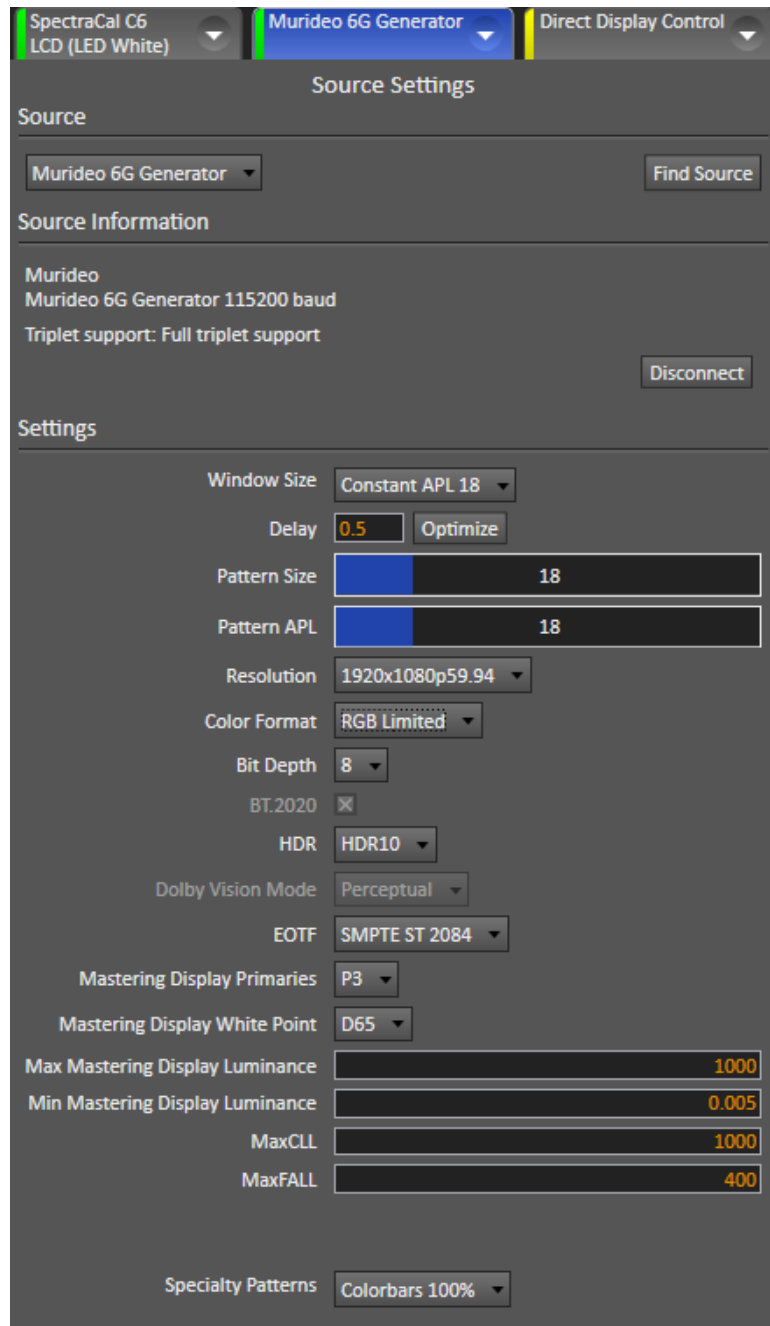 SpectraCal C6
LCD (LED White)
Murideo 6G Generator
Direct Display Control
Source Settings
Source
Murideo 6G Generator
Find Source
Source Information
Murideo
Murideo 6G Generator 115200 baud
Triplet support: Full triplet support
Disconnect
Settings
Window Size Constant APL 18
Delay 0.5 Optimize
Pattern Size 18
Pattern APL 18
Resolution 1920x1080p59.94
Color Format RGB Limited
Bit Depth 8
BT.2020
HDR HDR10
Dolby Vision Mode Perceptual
EOTF SMPTE ST 2084
Mastering Display Primaries P3
Mastering Display White Point D65
Max Mastering Display Luminance 1000
Min Mastering Display Luminance 0.005
MaxCLL 1000
MaxFALL 400
Specialty Patterns Colorbars 100%